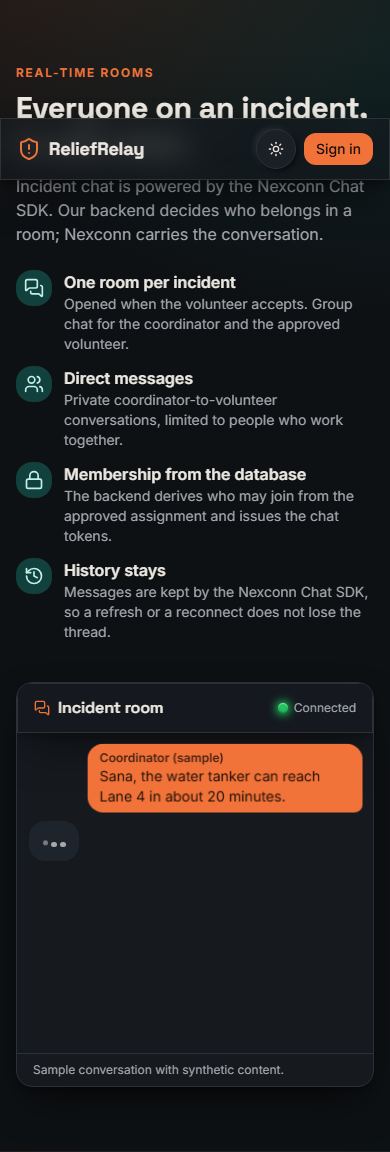 REAL-TIME ROOMS
Everyone on an incident,
ReliefRelay
Sign in
Incident chat is powered by the Nexconn Chat
SDK. Our backend decides who belongs in a
room; Nexconn carries the conversation.
One room per incident
Opened when the volunteer accepts. Group
chat for the coordinator and the approved
volunteer.
Direct messages
Private coordinator-to-volunteer
conversations, limited to people who work
together.
Membership from the database
The backend derives who may join from the
approved assignment and issues the chat
tokens.
History stays
Messages are kept by the Nexconn Chat SDK,
so a refresh or a reconnect does not lose the
thread.
Incident room
Connected
Coordinator (sample)
Sana, the water tanker can reach
Lane 4 in about 20 minutes.
Sample conversation with synthetic content.